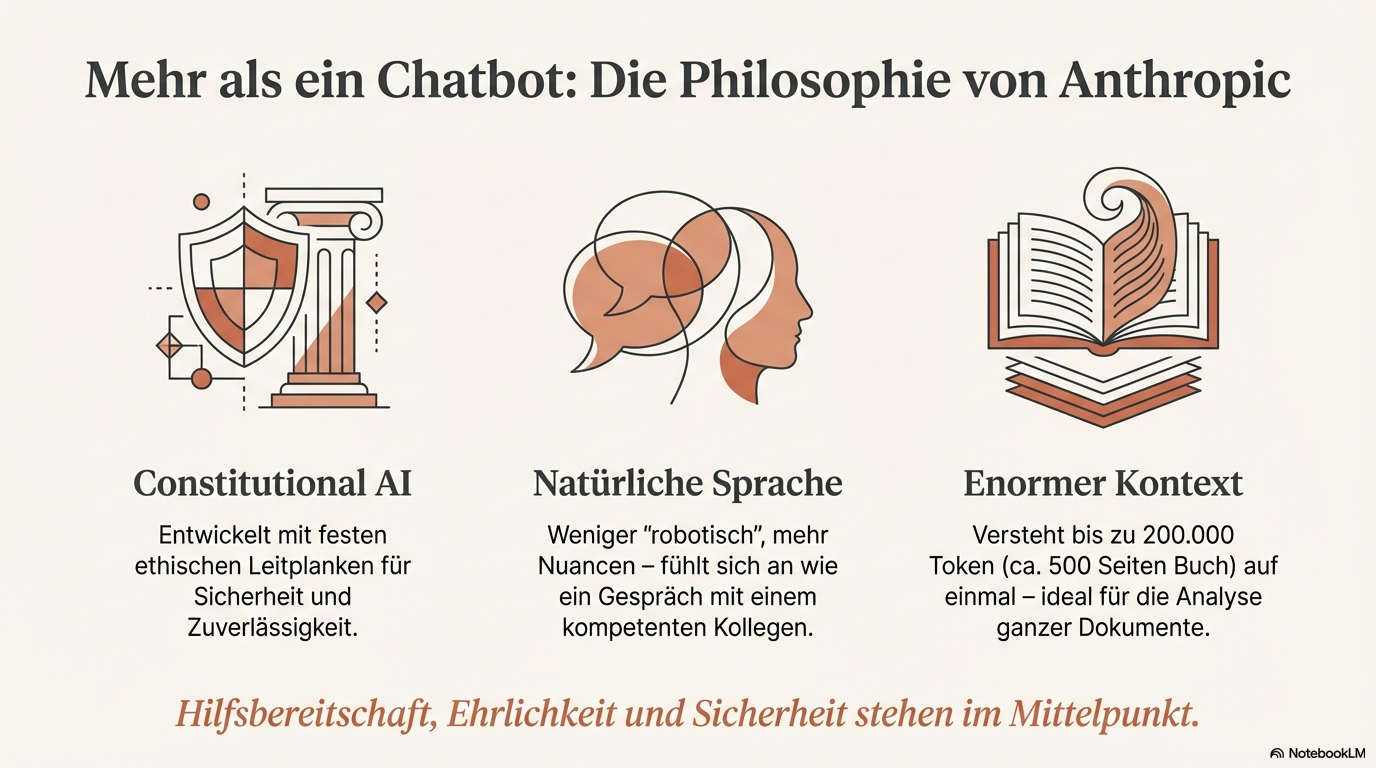 Mehr als ein Chatbot: Die Philosophie von Anthropic
Constitutional AI
Entwickelt mit festen
ethischen Leitplanken für
Sicherheit und
Zuverlässigkeit.
Natürliche Sprache
Weniger "robotisch", mehr
Nuancen – fühlt sich an wie
ein Gespräch mit einem
kompetenten Kollegen.
Enormer Kontext
Versteht bis zu 200.000
Token (ca. 500 Seiten Buch) auf
einmal – ideal für die Analyse
ganzer Dokumente.
Hilfsbereitschaft, Ehrlichkeit und Sicherheit stehen im Mittelpunkt.
NotebookLM